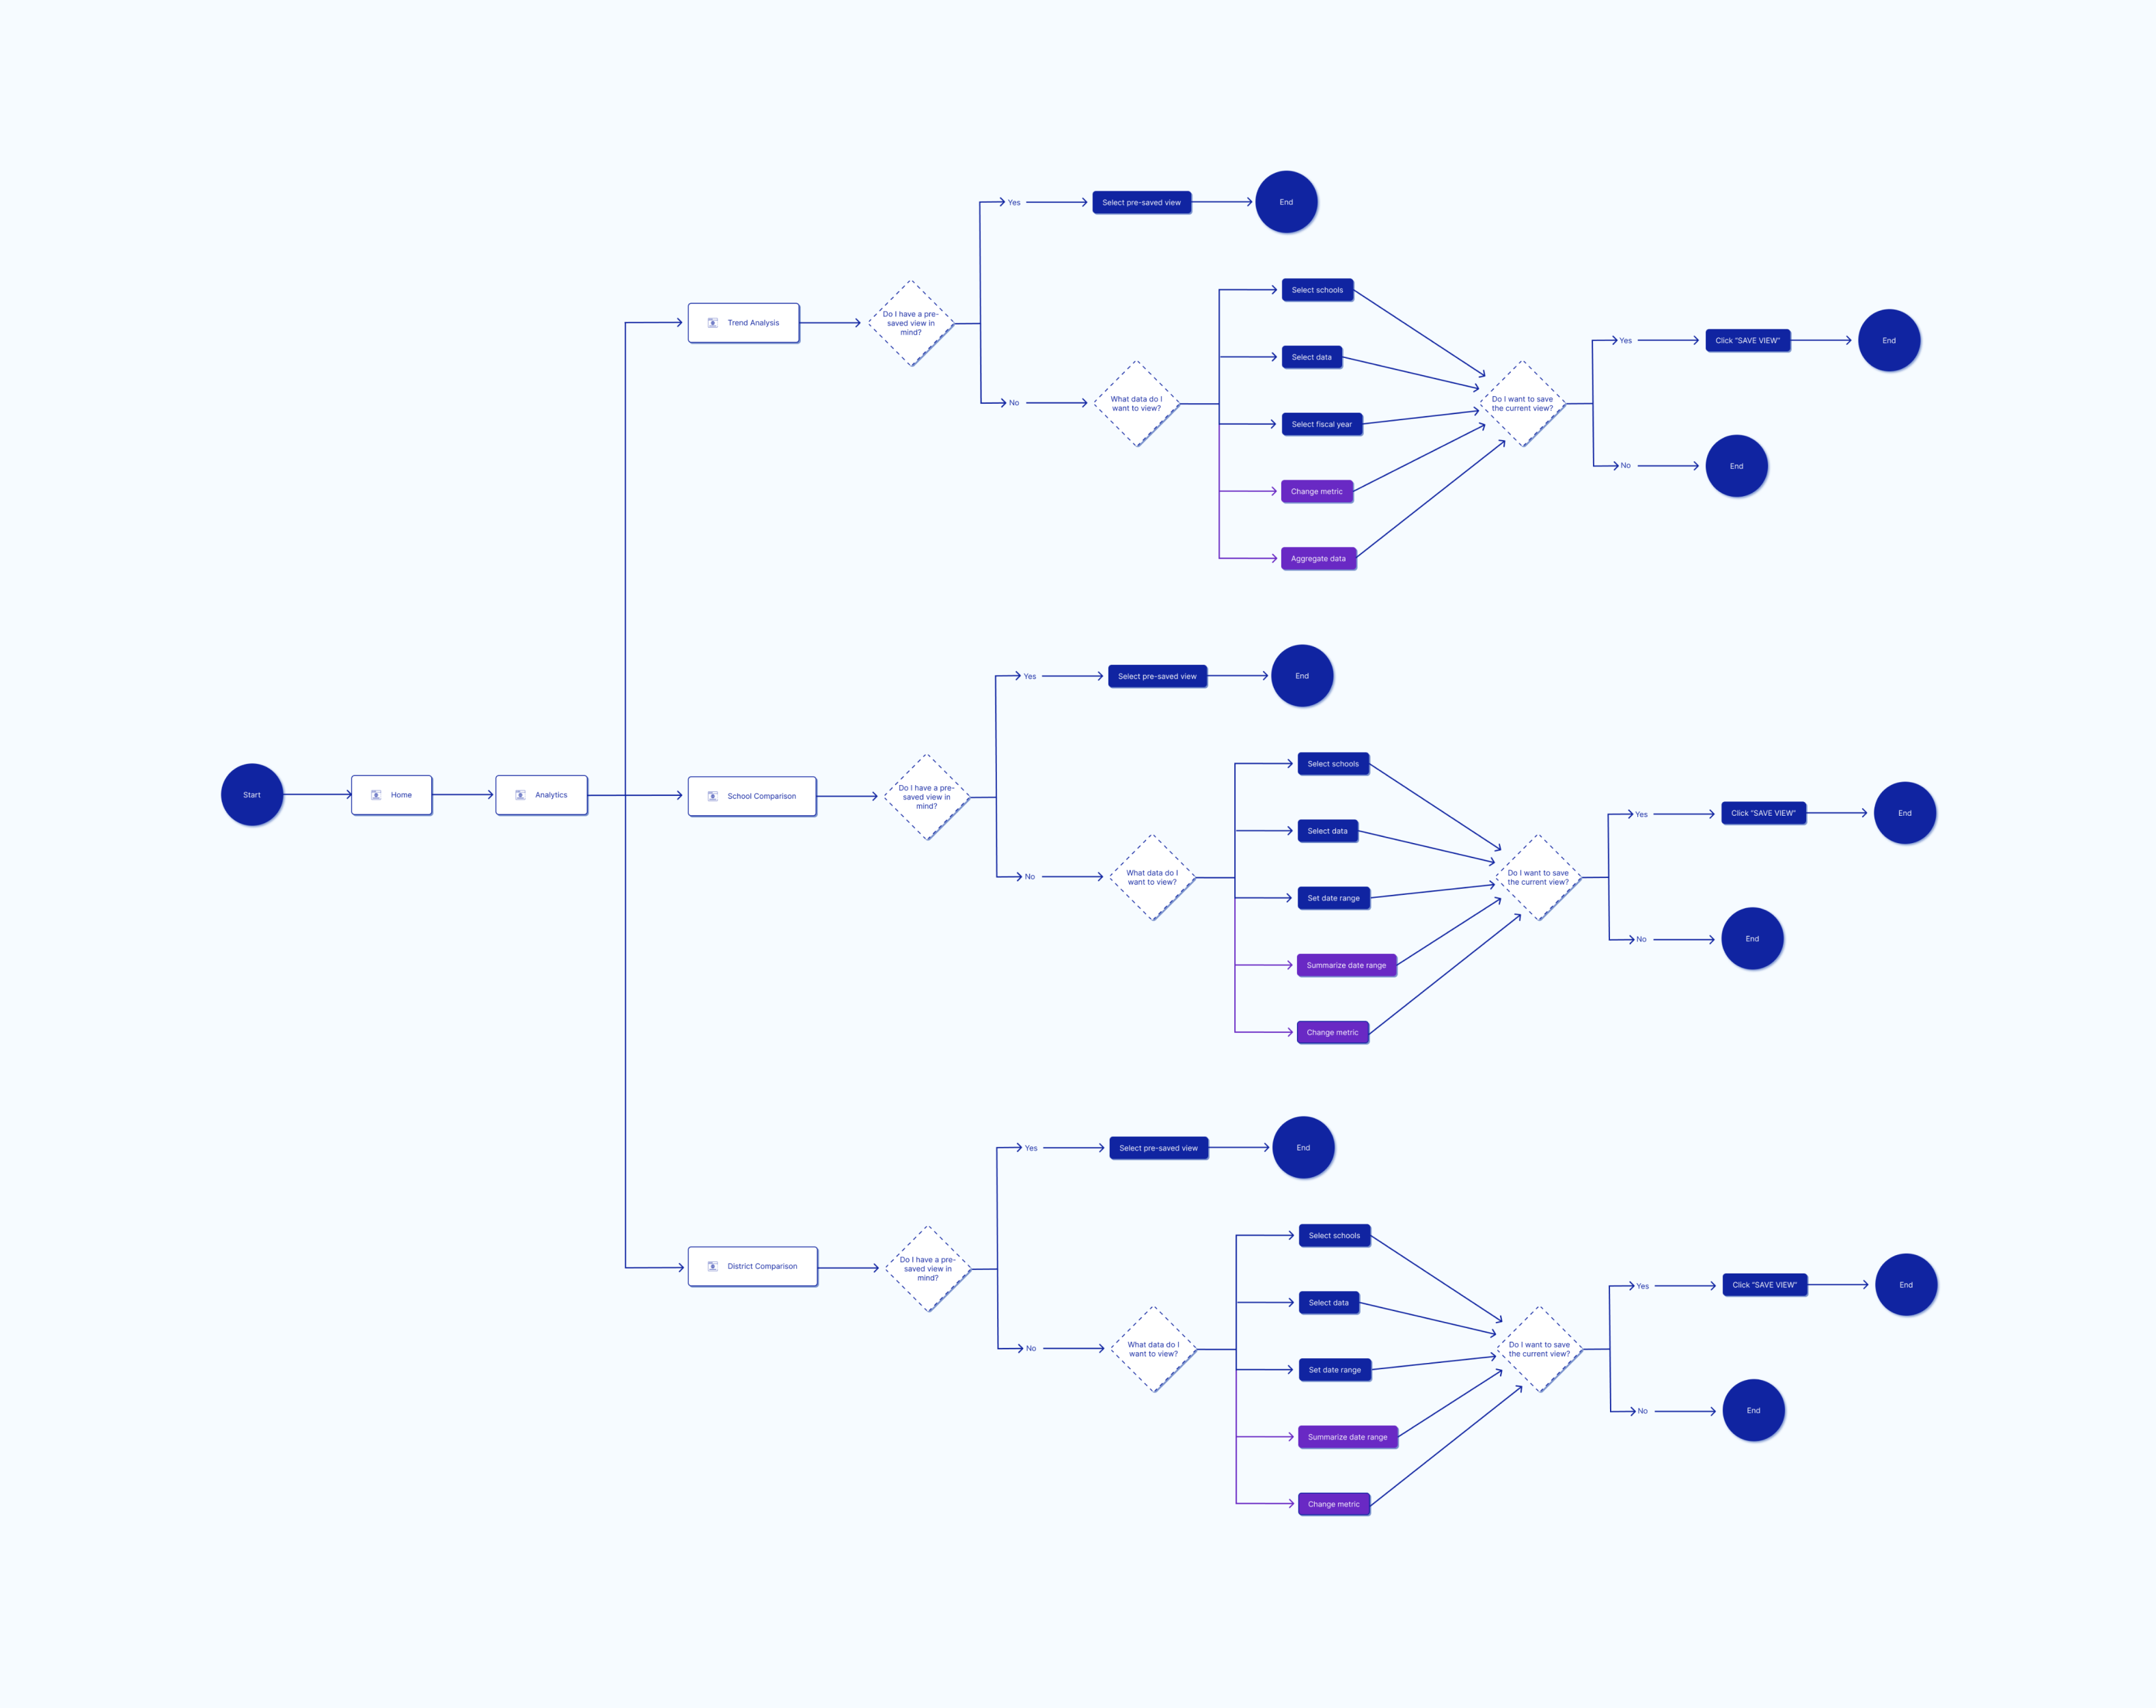 Start
Home
Analytics
Trend Analysis
Do I have a pre-
saved view in
mind?
Yes
Select pre-saved view
End
No
What data do I
want to view?
Select schools
Select data
Select fiscal year
Change metric
Aggregate data
Do I want to save
the current view?
Yes
Click "SAVE VIEW"
End
No
End
School Comparison
Do I have a pre-
saved view in
mind?
Yes
Select pre-saved view
End
No
What data do I
want to view?
Select schools
Select data
Set date range
Summarize date range
Change metric
Do I want to save
the current view?
Yes
Click "SAVE VIEW"
End
No
End
District Comparison
Do I have a pre-
saved view in
mind?
Yes
Select pre-saved view
End
No
What data do I
want to view?
Select schools
Select data
Set date range
Summarize date range
Change metric
Do I want to save
the current view?
Yes
Click "SAVE VIEW"
End
No
End